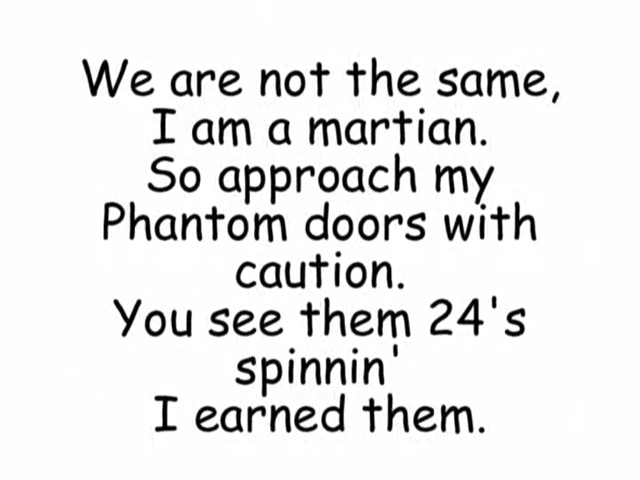 We are not the same,
I am a martian.
So approach my
Phantom doors with
caution.
You see them 24's
spinnin'
I earned them.